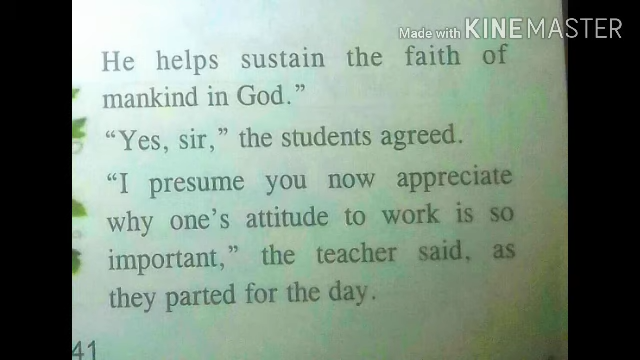 Made with KINEMASTER
He helps sustain the faith of
mankind in God.”
“Yes, sir,” the students agreed.
“I presume you now appreciate
why one’s attitude to work is so
important,” the teacher said, as
they parted for the day.
41